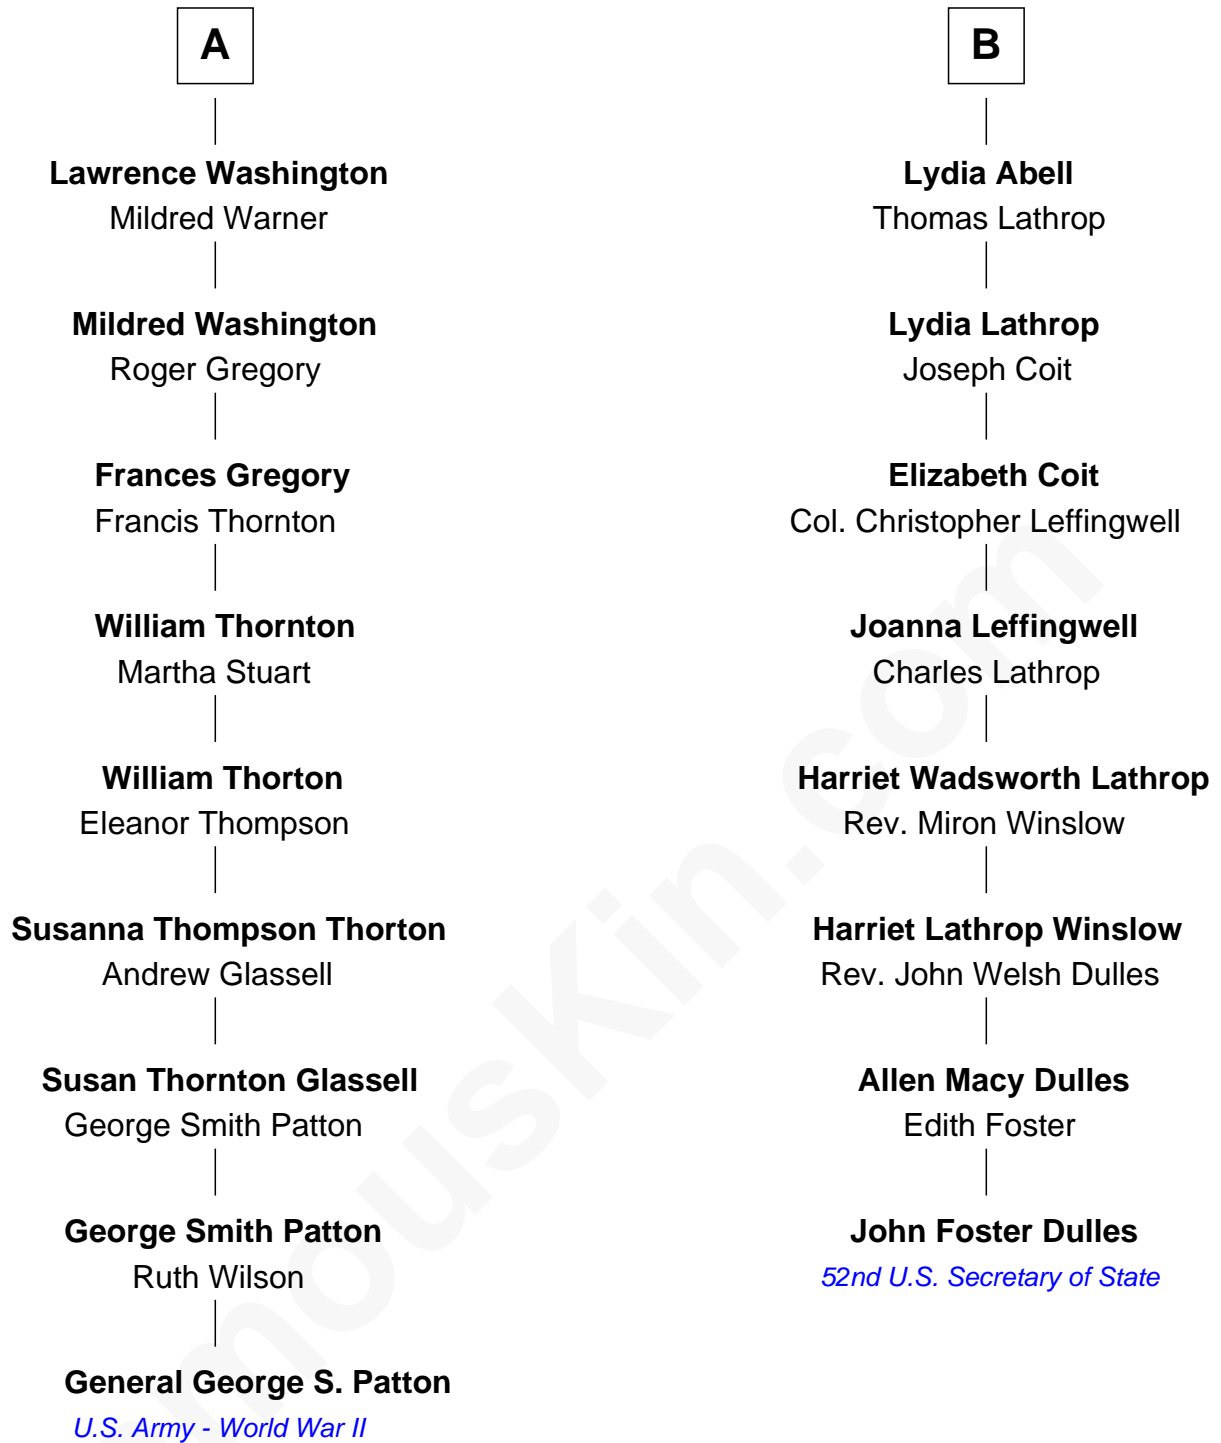 A
Lawrence Washington
Mildred Warner
Mildred Washington
Roger Gregory
Frances Gregory
Francis Thornton
William Thornton
Martha Stuart
William Thorton
Eleanor Thompson
Susanna Thompson Thorton
Andrew Glassell
Susan Thornton Glassell
George Smith Patton
George Smith Patton
Ruth Wilson
General George S. Patton
U.S. Army - World War II
B
Lydia Abell
Thomas Lathrop
Lydia Lathrop
Joseph Coit
Elizabeth Coit
Col. Christopher Leffingwell
Joanna Leffingwell
Charles Lathrop
Harriet Wadsworth Lathrop
Rev. Miron Winslow
Harriet Lathrop Winslow
Rev. John Welsh Dulles
Allen Macy Dulles
Edith Foster
John Foster Dulles
52nd U.S. Secretary of State
mousKin.com